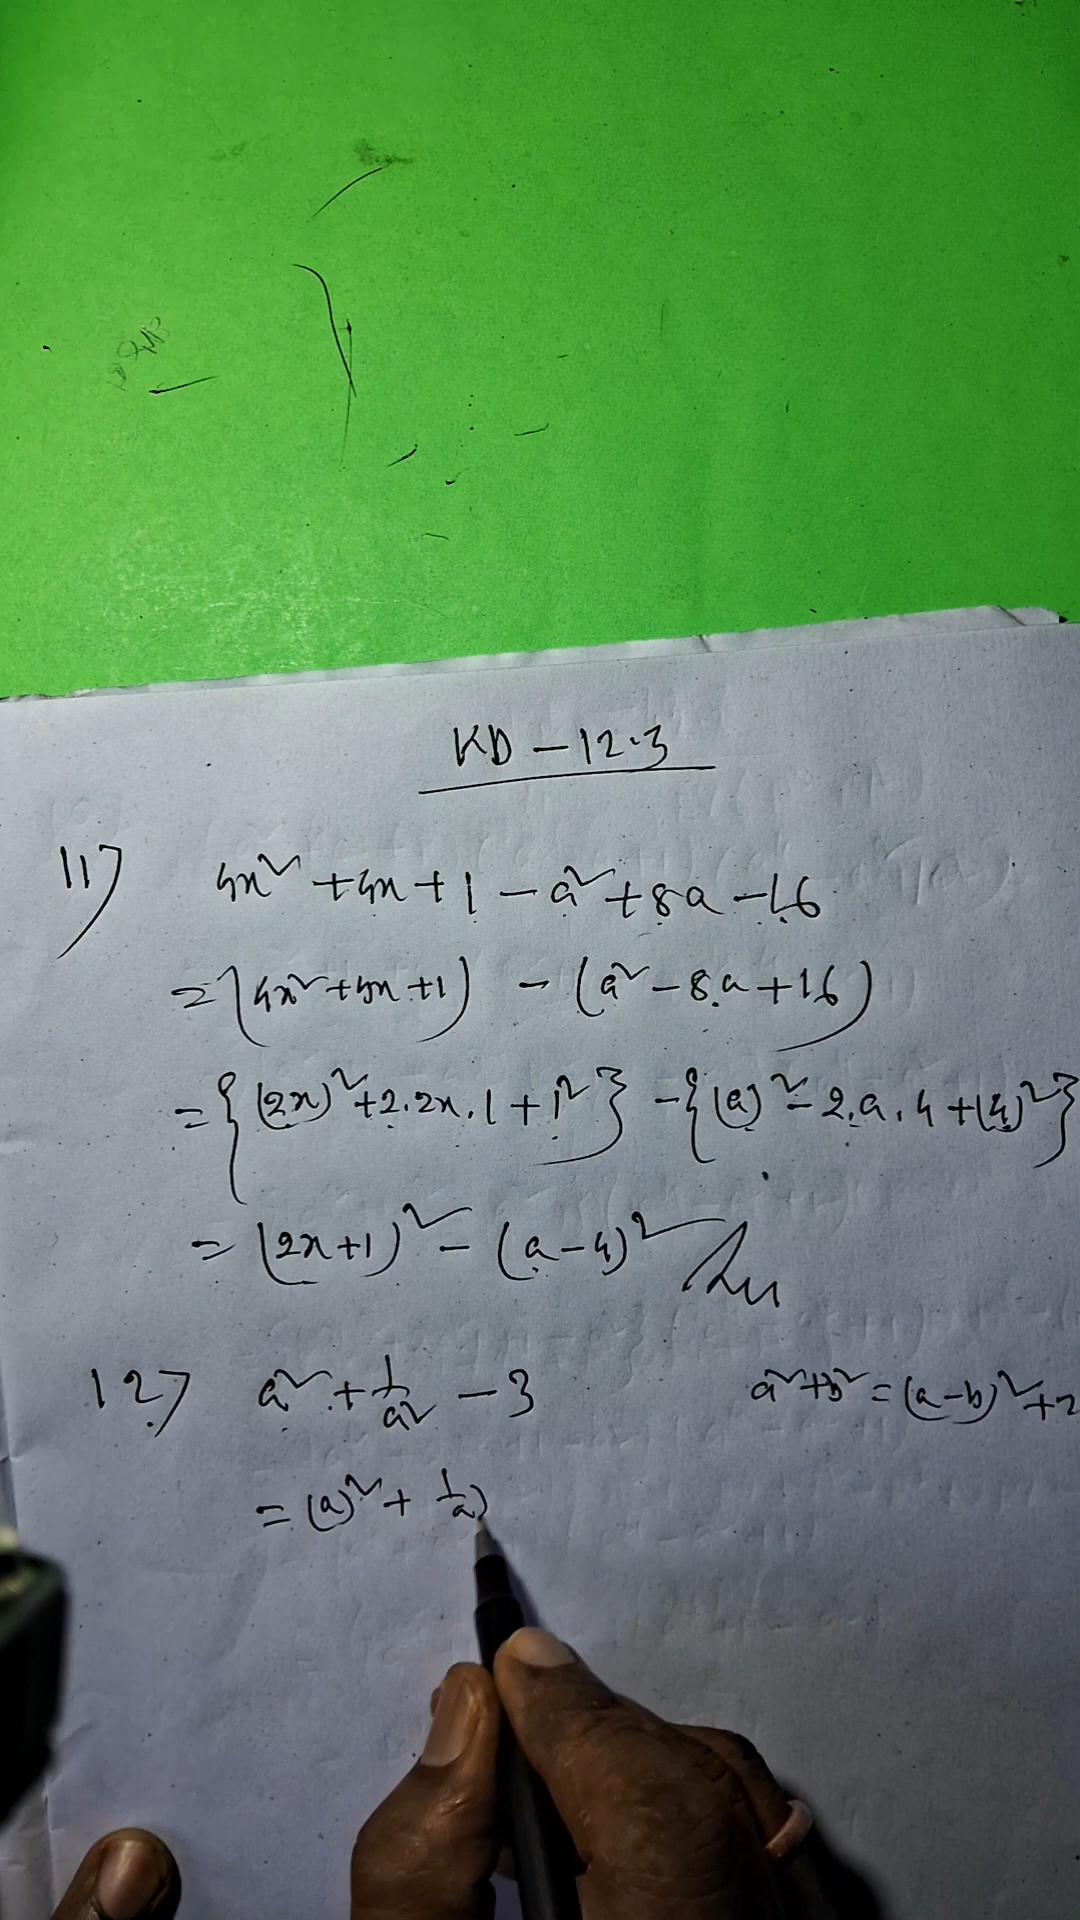 KD - 12.3
11) 4x² + 4x + 1 - a² + 8a - 16
= (4x² + 4x + 1) - (a² - 8a + 16)
= {(2x)² + 2.2x.1 + 1²} - {(a)² - 2.a.4 + (4)²}
= (2x+1)² - (a-4)²
12) a² + 1/a² - 3 a² + b² = (a-b)² + 2
= (a)² + 1/a)